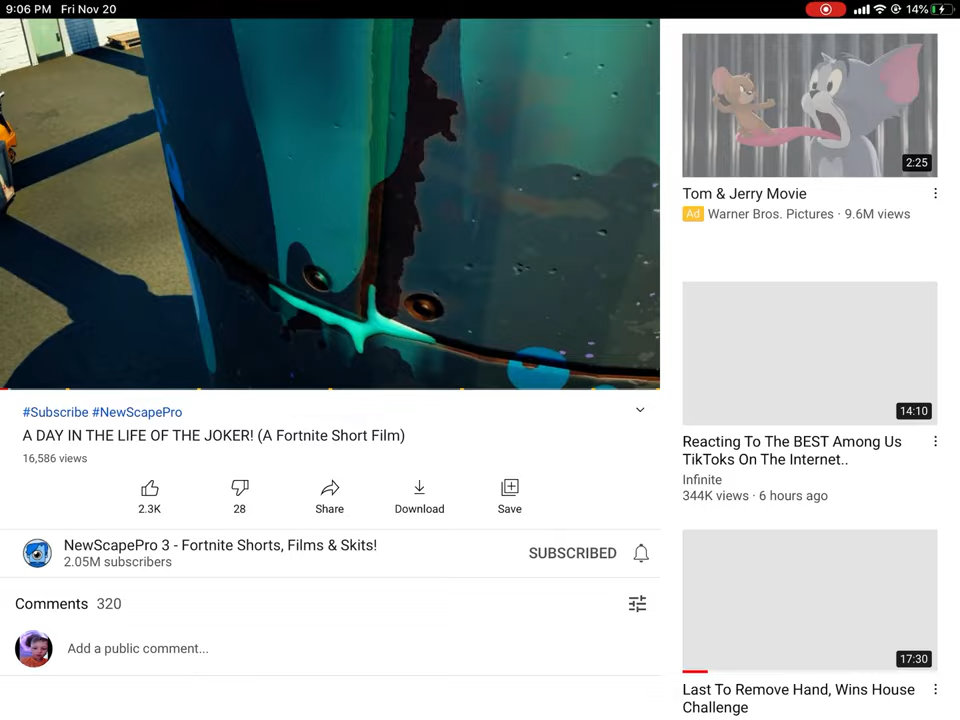 9:06 PM Fri Nov 20
14%
#Subscribe #NewScapePro
A DAY IN THE LIFE OF THE JOKER! (A Fortnite Short Film)
16,586 views
2.3K
28
Share
Download
Save
NewScapePro 3 - Fortnite Shorts, Films & Skits!
2.05M subscribers
SUBSCRIBED
Comments 320
Add a public comment...
2:25
Tom & Jerry Movie
Ad Warner Bros. Pictures · 9.6M views
14:10
Reacting To The BEST Among Us
TikToks On The Internet..
Infinite
344K views · 6 hours ago
17:30
Last To Remove Hand, Wins House
Challenge